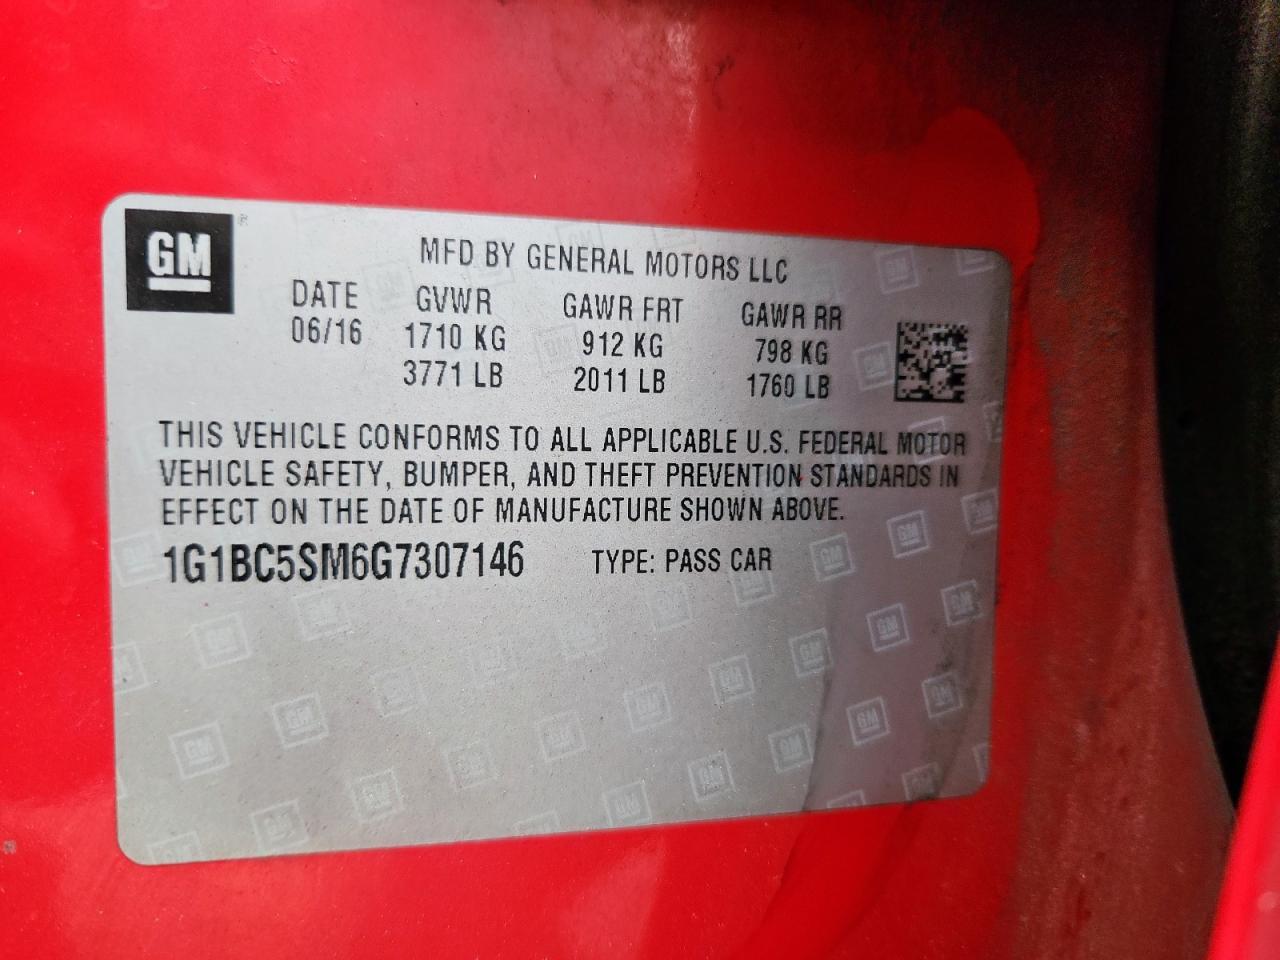 GM
MFD BY GENERAL MOTORS LLC
DATE GVWR GAWR FRT GAWR RR
06/16 1710 KG 912 KG 798 KG
3771 LB 2011 LB 1760 LB
THIS VEHICLE CONFORMS TO ALL APPLICABLE U.S. FEDERAL MOTOR
VEHICLE SAFETY, BUMPER, AND THEFT PREVENTION STANDARDS IN
EFFECT ON THE DATE OF MANUFACTURE SHOWN ABOVE.
1G1BC5SM6G7307146 TYPE: PASS CAR